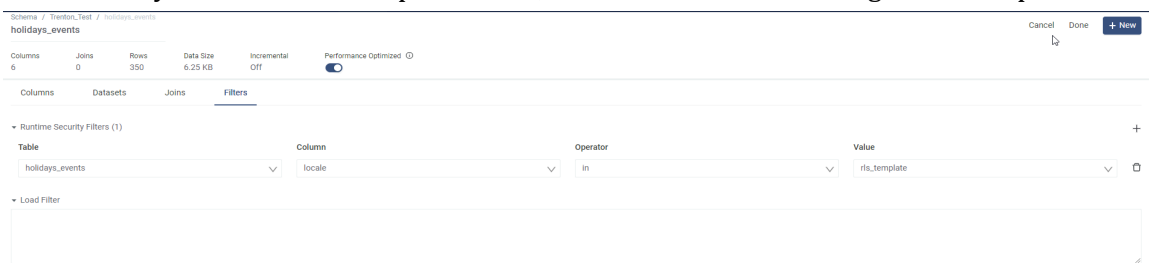 Schema / Trenton_Test / holidays_events
holidays_events
Cancel Done + New
Columns Joins Rows Data Size Incremental Performance Optimized
6 0 350 6.25 KB Off
Columns Datasets Joins Filters
Runtime Security Filters (1)
Table Column Operator Value
holidays_events locale in rls_template
Load Filter